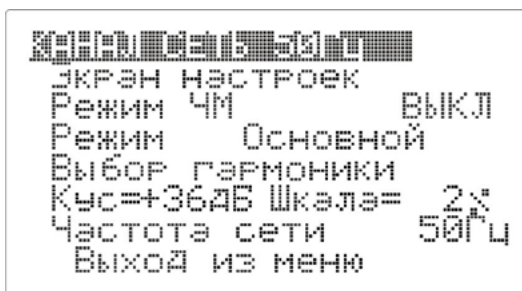 КАНАЛ СЕТЬ 50Гц
Экран настроек
Режим ЧМ ВЫКЛ
Режим Основной
Выбор гармоники
Кус=+36дБ Шкала= 2%
Частота сети 50Гц
Выход из меню